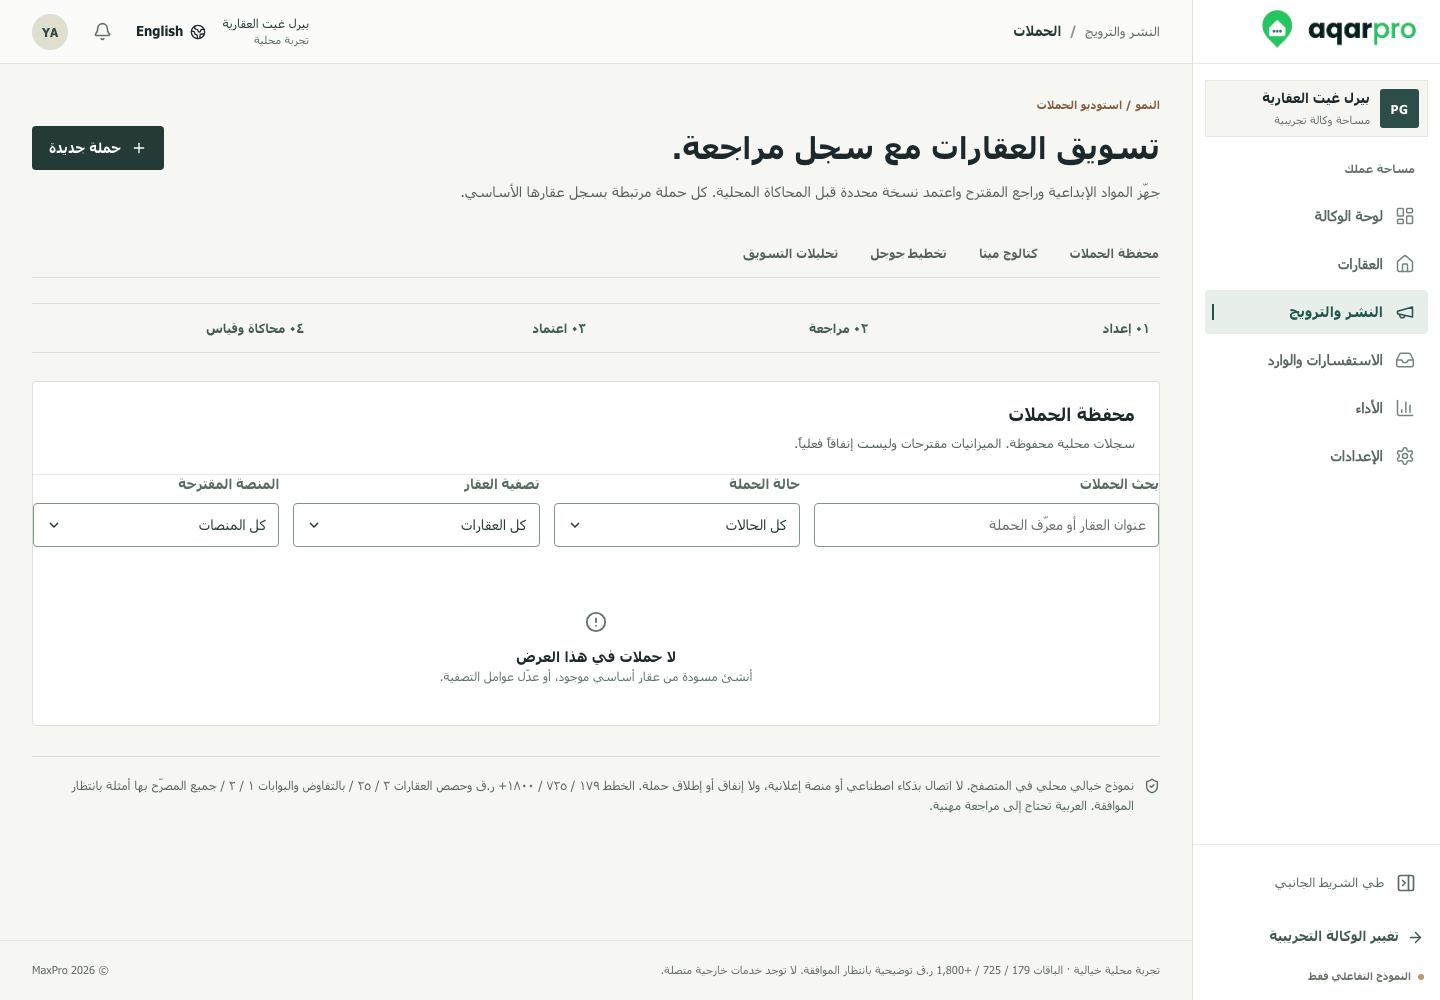 aqarpro
PG
بيرل غيت العقارية
مساحة وكالة تجريبية
مساحة عملك
لوحة الوكالة
العقارات
النشر والترويج
الاستفسارات والوارد
الأداء
الإعدادات
طي الشريط الجانبي
تغيير الوكالة التجريبية
النموذج التفاعلي فقط
النشر والترويج / الحملات
بيرل غيت العقارية
تجربة محلية
English
YA
النمو / استوديو الحملات
تسويق العقارات مع سجل مراجعة.
حملة جديدة
جهّز المواد الإبداعية وراجع المقترح واعتمد نسخة محددة قبل المحاكاة المحلية. كل حملة مرتبطة بسجل عقارها الأساسي.
محفظة الحملات
كتالوج ميتا
تخطيط جوجل
تحليلات التسويق
٠١ إعداد
٠٢ مراجعة
٠٣ اعتماد
٠٤ محاكاة وقياس
محفظة الحملات
سجلات محلية محفوظة. الميزانيات مقترحات وليست إنفاقاً فعلياً.
بحث الحملات
حالة الحملة
تصفية العقار
المنصة المقترحة
عنوان العقار أو معرّف الحملة
كل الحالات
كل العقارات
كل المنصات
لا حملات في هذا العرض
أنشئ مسودة من عقار أساسي موجود، أو عدّل عوامل التصفية.
نموذج خيالي محلي في المتصفح. لا اتصال بذكاء اصطناعي أو منصة إعلانية، ولا إنفاق أو إطلاق حملة. الخطط ١٧٩ / ٧٢٥ / ١٨٠٠+ ر.ق وحصص العقارات ٣ / ٢٥ / بالتفاوض والبوابات ١ / ٢ / جميع المصرّح بها أمثلة بانتظار
الموافقة. العربية تحتاج إلى مراجعة مهنية.
تجربة محلية خيالية · الباقات 179 / 725 / +1,800 ر.ق توضيحية بانتظار الموافقة. لا توجد خدمات خارجية متصلة.
© 2026 MaxPro